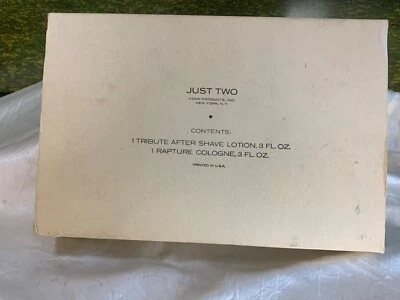 JUST TWO
AVON PRODUCTS, INC.
NEW YORK, N.Y.
CONTENTS:
1 TRIBUTE AFTER SHAVE LOTION, 3 FL. OZ.
1 RAPTURE COLOGNE, 3 FL. OZ.
PRINTED IN U.S.A.